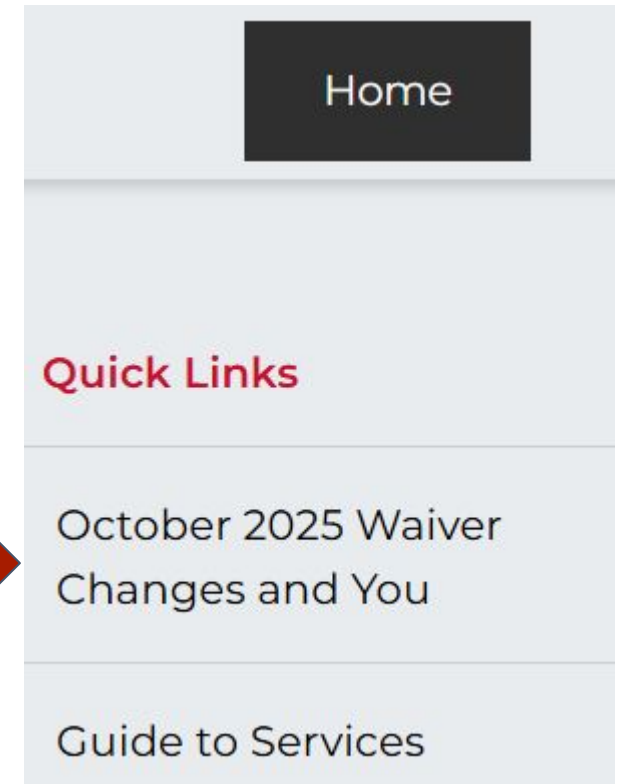 Home
Quick Links
October 2025 Waiver
Changes and You
Guide to Services